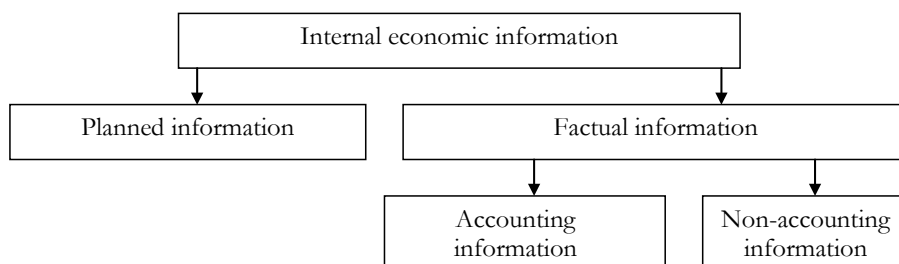 Internal economic information
Planned information
Factual information
Accounting
information
Non-accounting
information